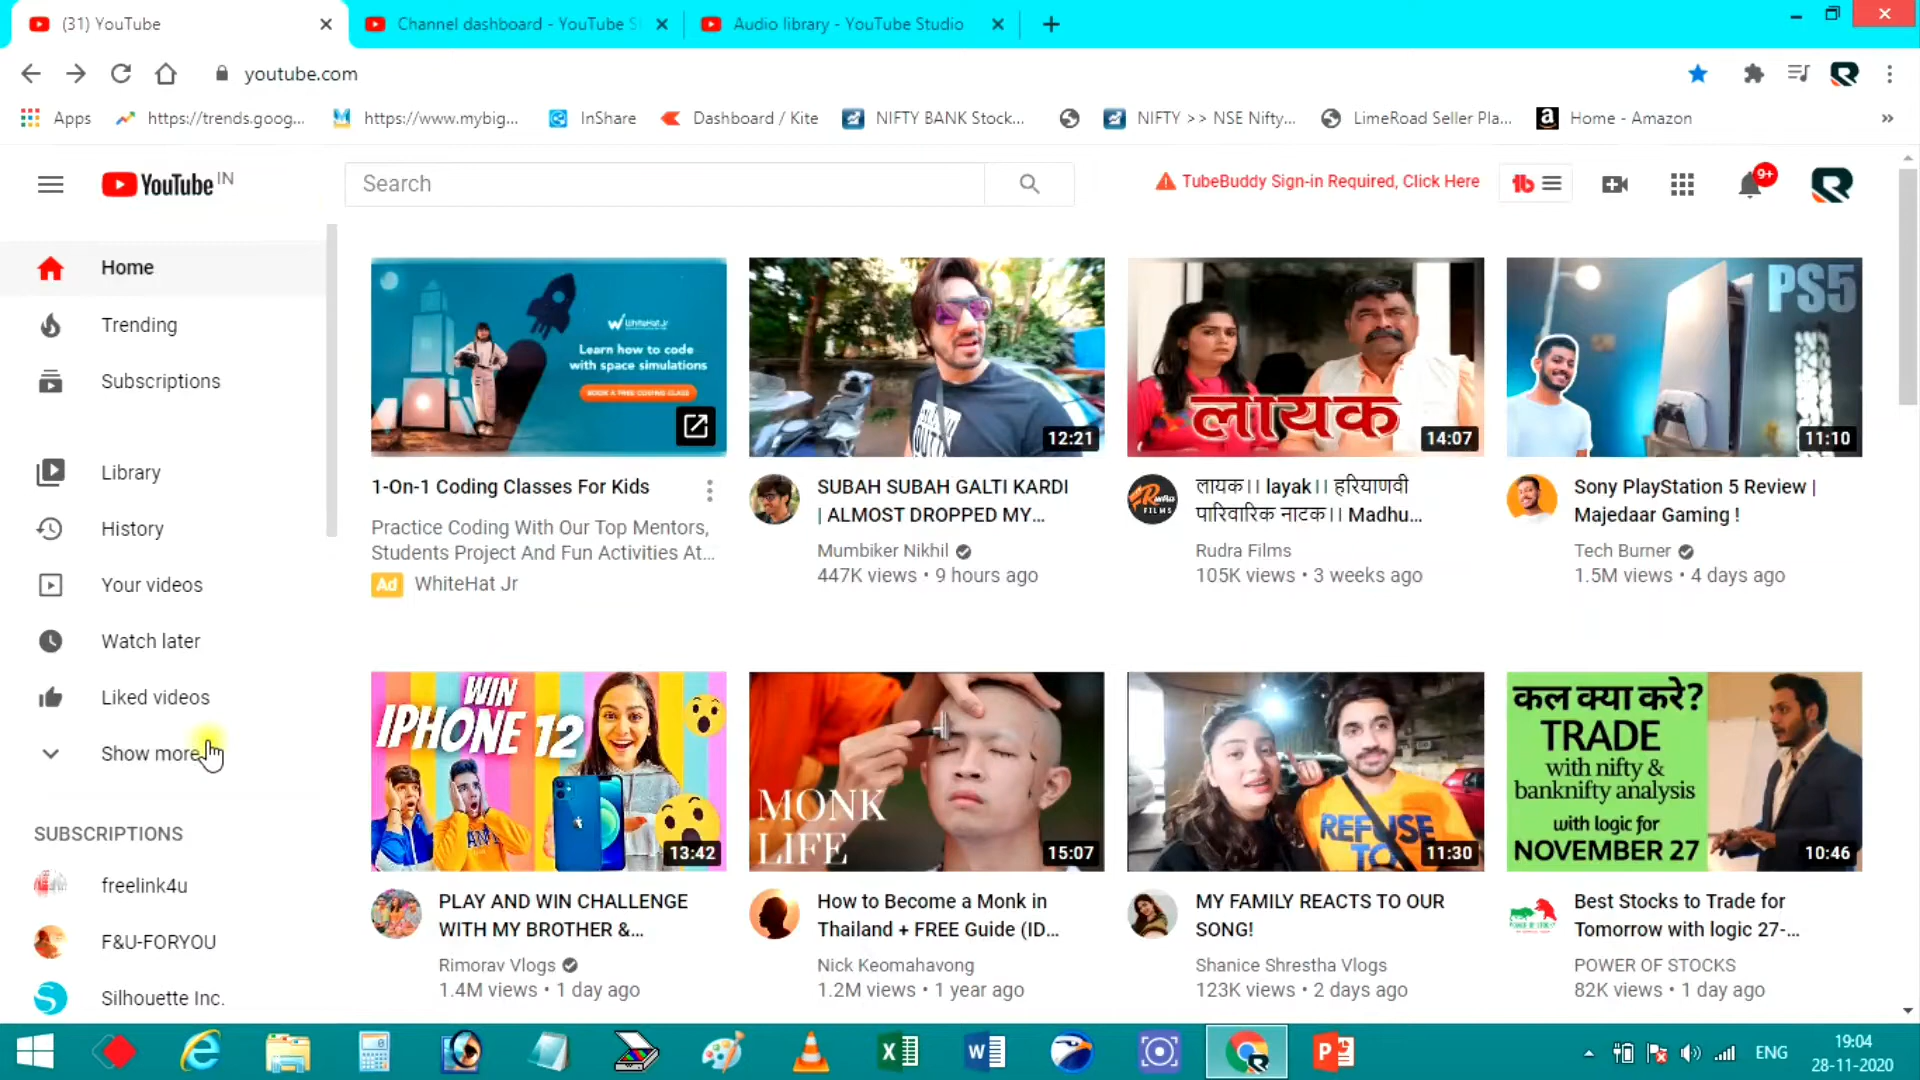 (31) YouTube
Channel dashboard - YouTube S
Audio library - YouTube Studio
youtube.com
Apps
https://trends.goog...
https://www.mybig...
InShare
Dashboard / Kite
NIFTY BANK Stock...
NIFTY >> NSE Nifty...
LimeRoad Seller Pla...
Home - Amazon
»
YouTube IN
Search
TubeBuddy Sign-in Required, Click Here
9+
Home
Trending
Subscriptions
Library
History
Your videos
Watch later
Liked videos
Show more
SUBSCRIPTIONS
freelink4u
F&U-FORYOU
Silhouette Inc.
WhiteHat Jr
Learn how to code
with space simulations
BOOK A FREE CODING CLASS
1-On-1 Coding Classes For Kids
Practice Coding With Our Top Mentors,
Students Project And Fun Activities At...
Ad WhiteHat Jr
12:21
SUBAH SUBAH GALTI KARDI
| ALMOST DROPPED MY...
Mumbiker Nikhil
447K views • 9 hours ago
लायक
14:07
लायक।। layak।। हरियाणवी
पारिवारिक नाटक।। Madhu...
Rudra Films
105K views • 3 weeks ago
PS5
11:10
Sony PlayStation 5 Review |
Majedaar Gaming !
Tech Burner
1.5M views • 4 days ago
WIN
IPHONE 12
13:42
PLAY AND WIN CHALLENGE
WITH MY BROTHER &...
Rimorav Vlogs
1.4M views • 1 day ago
MONK
LIFE
15:07
How to Become a Monk in
Thailand + FREE Guide (ID...
Nick Keomahavong
1.2M views • 1 year ago
REFUSE
TO
11:30
MY FAMILY REACTS TO OUR
SONG!
Shanice Shrestha Vlogs
123K views • 2 days ago
कल क्या करे?
TRADE
with nifty &
banknifty analysis
with logic for
NOVEMBER 27
10:46
Best Stocks to Trade for
Tomorrow with logic 27-...
POWER OF STOCKS
82K views • 1 day ago
ENG
19:04
28-11-2020